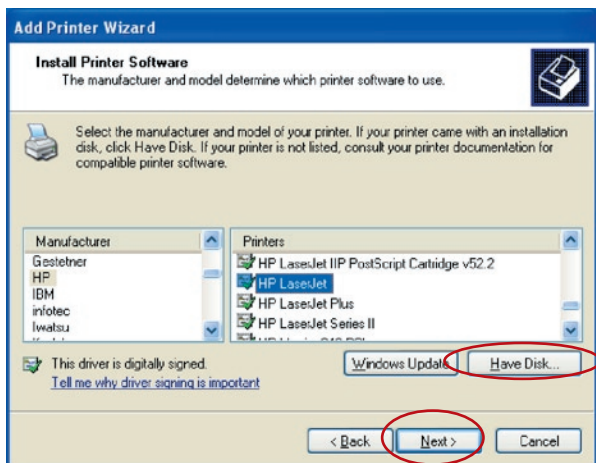 Add Printer Wizard
Install Printer Software
The manufacturer and model determine which printer software to use.
Select the manufacturer and model of your printer. If your printer came with an installation
disk, click Have Disk. If your printer is not listed, consult your printer documentation for
compatible printer software.
Manufacturer
Gestetner
HP
IBM
infotec
Iwatsu
Printers
HP LaserJet IIP PostScript Cartridge v52.2
HP LaserJet
HP LaserJet Plus
HP LaserJet Series II
This driver is digitally signed.
Tell me why driver signing is important
Windows Update
Have Disk...
< Back
Next >
Cancel